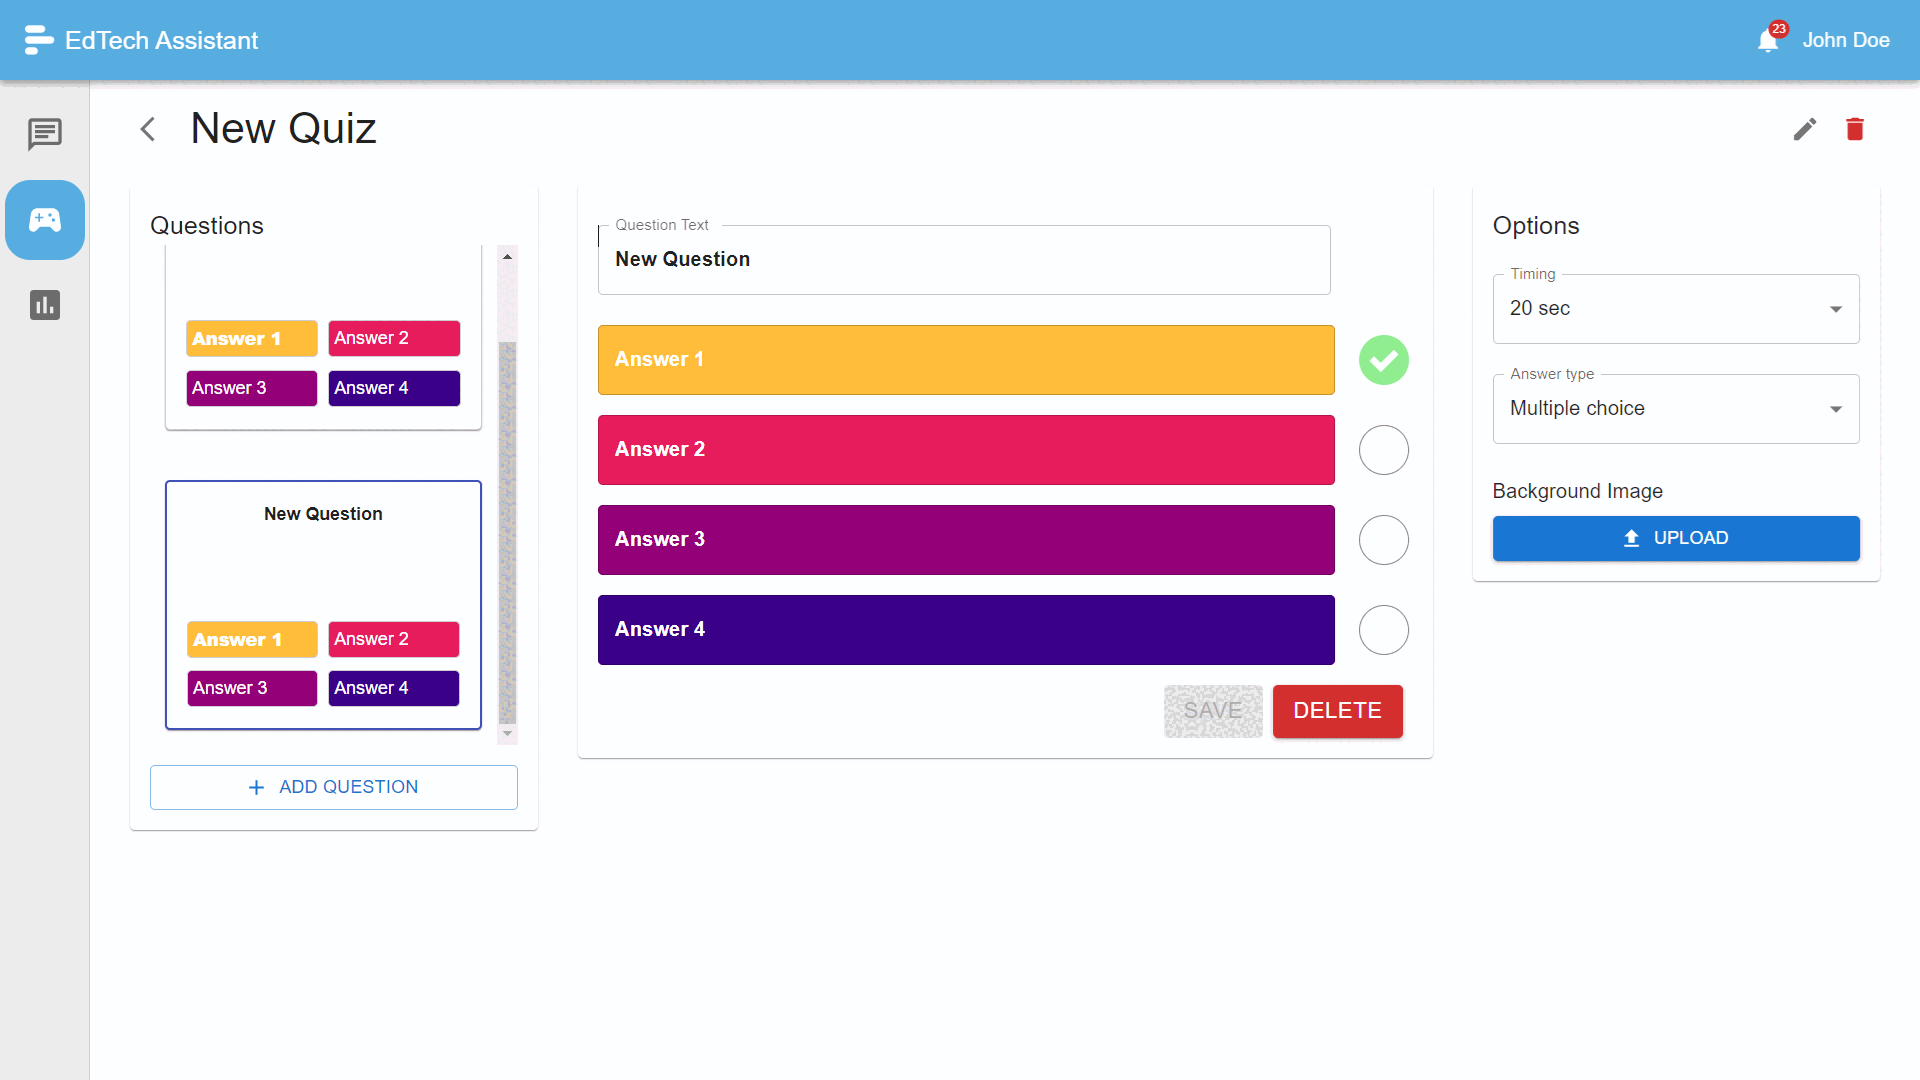 EdTech Assistant
23
John Doe
New Quiz
Questions
Answer 1
Answer 2
Answer 3
Answer 4
New Question
Answer 1
Answer 2
Answer 3
Answer 4
ADD QUESTION
Question Text
New Question
Answer 1
Answer 2
Answer 3
Answer 4
SAVE
DELETE
Options
Timing
20 sec
Answer type
Multiple choice
Background Image
UPLOAD